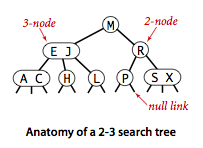 3-node
2-node
M
E J
R
A C
H
L
P
S X
null link
Anatomy of a 2-3 search tree